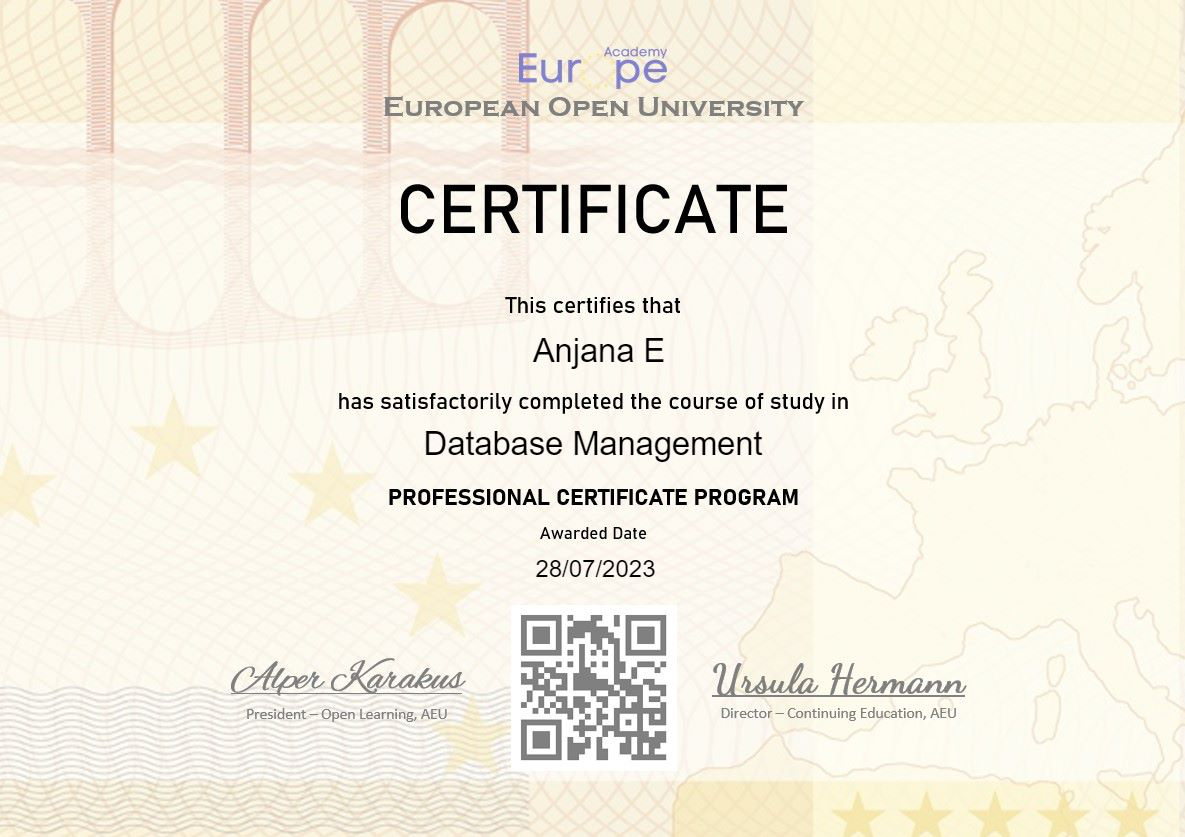 Academy
Europe
EUROPEAN OPEN UNIVERSITY
CERTIFICATE
This certifies that
Anjana E
has satisfactorily completed the course of study in
Database Management
PROFESSIONAL CERTIFICATE PROGRAM
Awarded Date
28/07/2023
Alper Karakus
President – Open Learning, AEU
Ursula Hermann
Director – Continuing Education, AEU